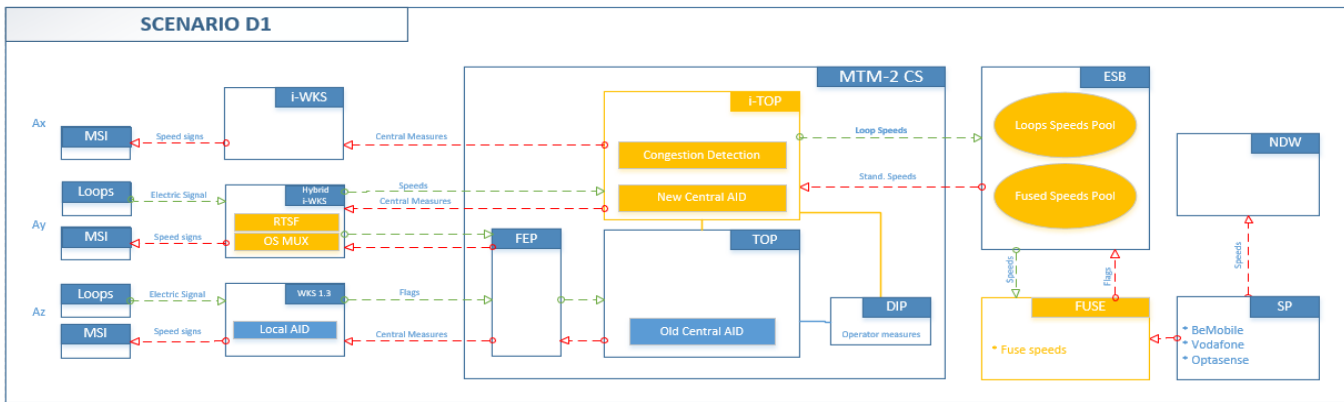 SCENARIO D1
MTM-2 CS
ESB
i-WKS
i-TOP
Ax
MSI
Speed signs
Central Measures
Loop Speeds
Loops Speeds Pool
Congestion Detection
NDW
Loops
Electric Signal
Hybrid
i-WKS
Speeds
Stand. Speeds
New Central AID
Fused Speeds Pool
Central Measures
Ay
RTSF
MSI
Speed signs
OS MUX
FEP
TOP
Speeds
Flags
Speeds
Loops
Electric Signal
WKS 1.3
Flags
Az
DIP
FUSE
SP
MSI
Speed signs
Local AID
Central Measures
Old Central AID
Operator measures
* Fuse speeds
* BeMobile
* Vodafone
* Optasense